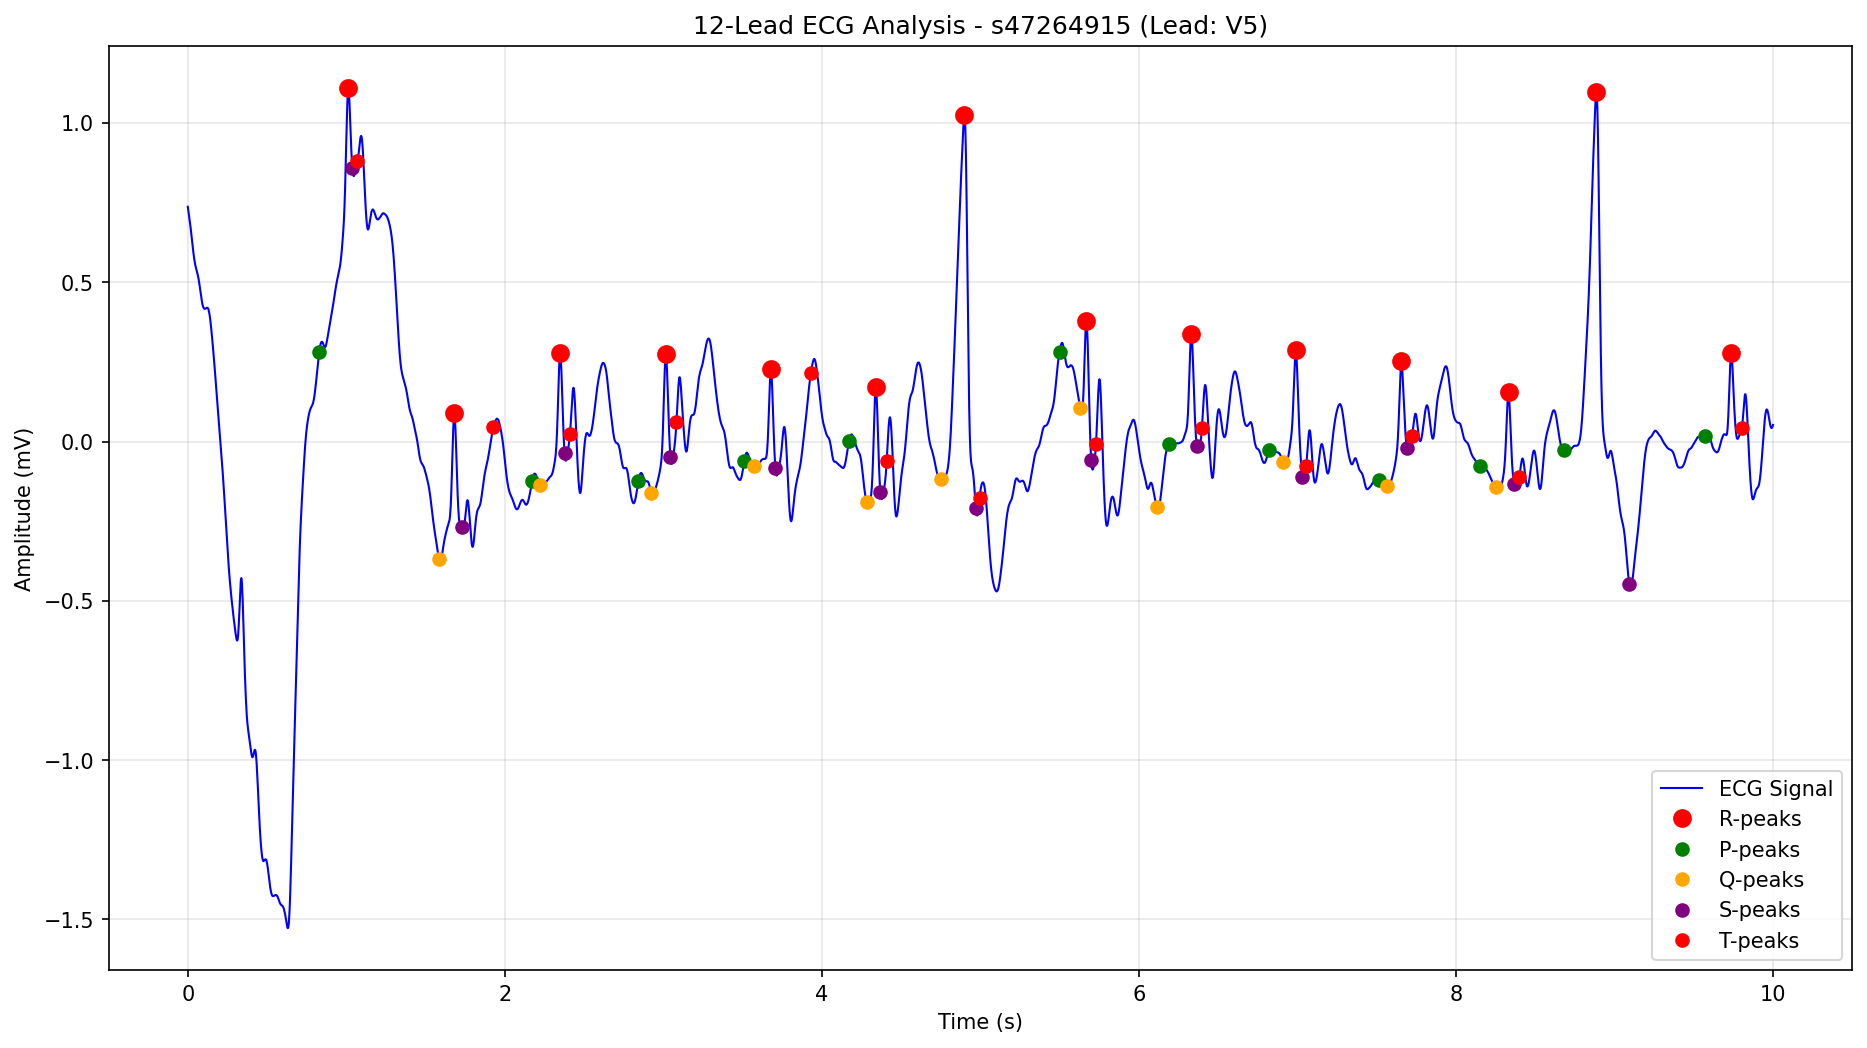 12-Lead ECG Analysis - s47264915 (Lead: V5)
Amplitude (mV)
1.0
0.5
0.0
−0.5
−1.0
−1.5
0 2 4 6 8 10
Time (s)
ECG Signal
R-peaks
P-peaks
Q-peaks
S-peaks
T-peaks